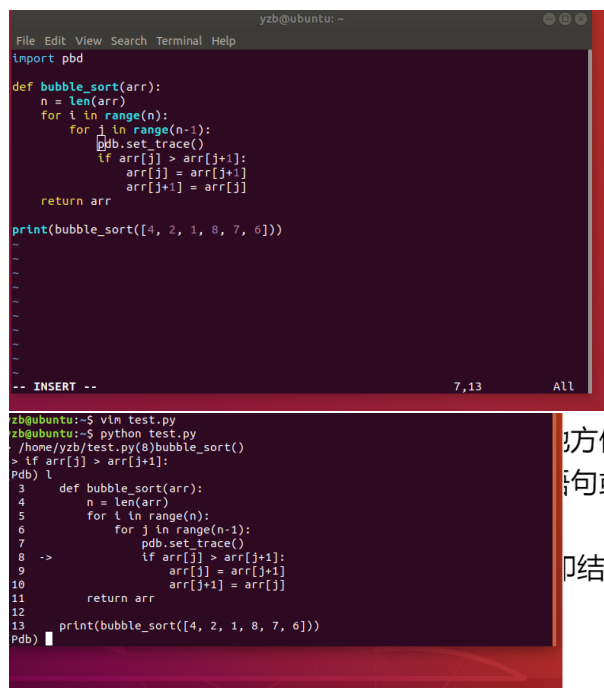 yzb@ubuntu: ~
File Edit View Search Terminal Help
import pbd
def bubble_sort(arr):
    n = len(arr)
    for i in range(n):
        for j in range(n-1):
            pdb.set_trace()
            if arr[j] > arr[j+1]:
                arr[j] = arr[j+1]
                arr[j+1] = arr[j]
    return arr
print(bubble_sort([4, 2, 1, 8, 7, 6]))
~
~
~
~
~
~
~
~
-- INSERT -- 7,13 All
yzb@ubuntu:~$ vim test.py
yzb@ubuntu:~$ python test.py
> /home/yzb/test.py(8)bubble_sort()
> if arr[j] > arr[j+1]:
Pdb) l
3 def bubble_sort(arr):
4 n = len(arr)
5 for i in range(n):
6 for j in range(n-1):
7 pdb.set_trace()
8 -> if arr[j] > arr[j+1]:
9 arr[j] = arr[j+1]
10 arr[j+1] = arr[j]
11 return arr
12
13 print(bubble_sort([4, 2, 1, 8, 7, 6]))
Pdb)
方
句
结